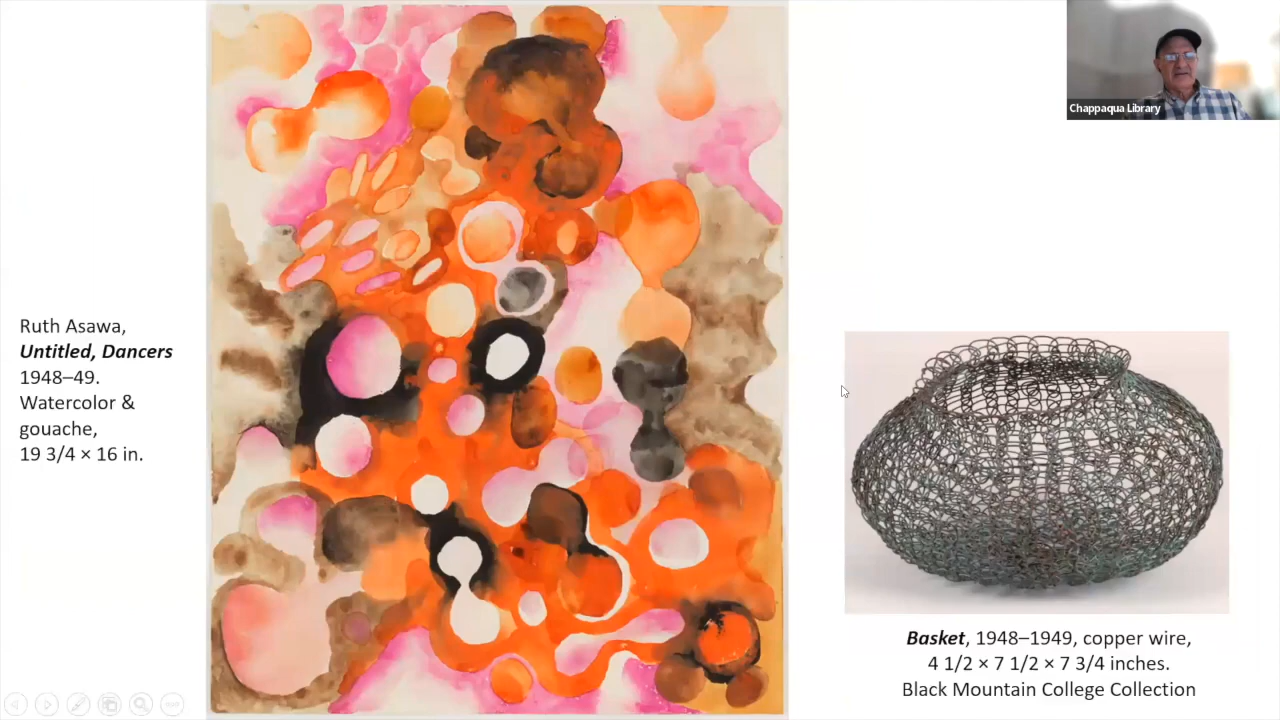 Chappaqua Library
Ruth Asawa,
Untitled, Dancers
1948–49.
Watercolor &
gouache,
19 3/4 × 16 in.
Basket, 1948–1949, copper wire,
4 1/2 × 7 1/2 × 7 3/4 inches.
Black Mountain College Collection